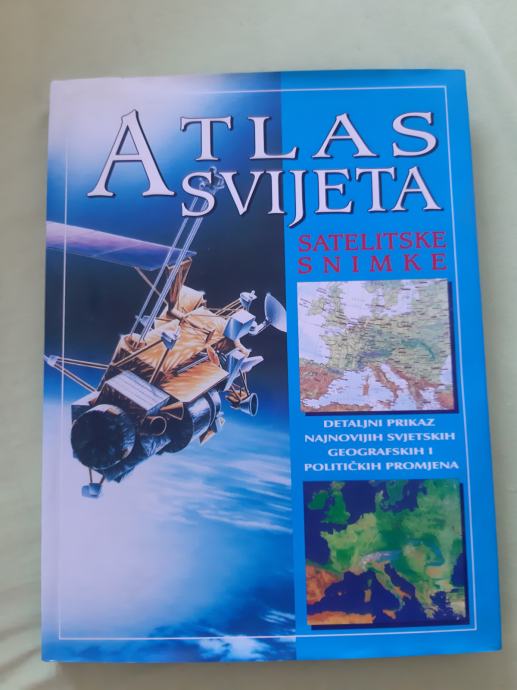 ATLAS
SVIJETA
SATELITSKE
SNIMKE
DETALJNI PRIKAZ
NAJNOVIJIH SVJETSKIH
GEOGRAFSKIH I
POLITIČKIH PROMJENA